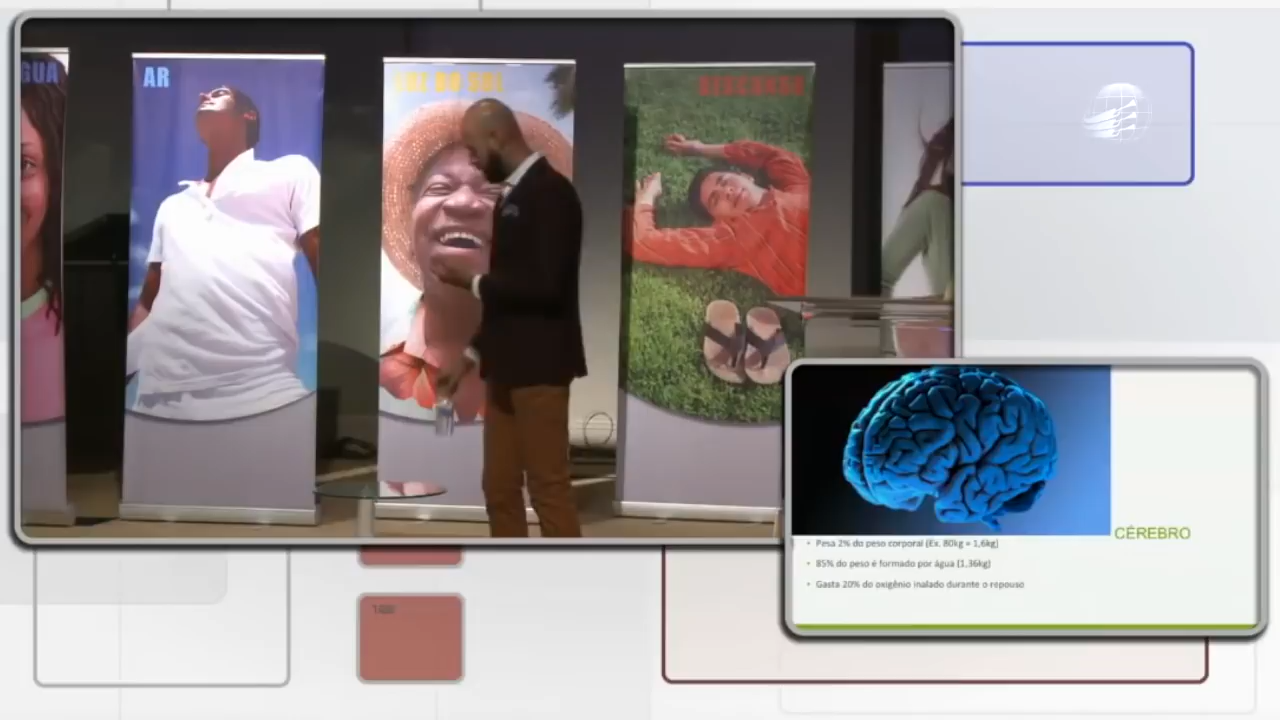 GUA
AR
LUZ DO SOL
DESCANSO
CÉREBRO
• Pesa 2% do peso corporal (Ex. 80kg = 1,6kg)
• 85% do peso é formado por água (1,36kg)
• Gasta 20% do oxigênio inalado durante o repouso